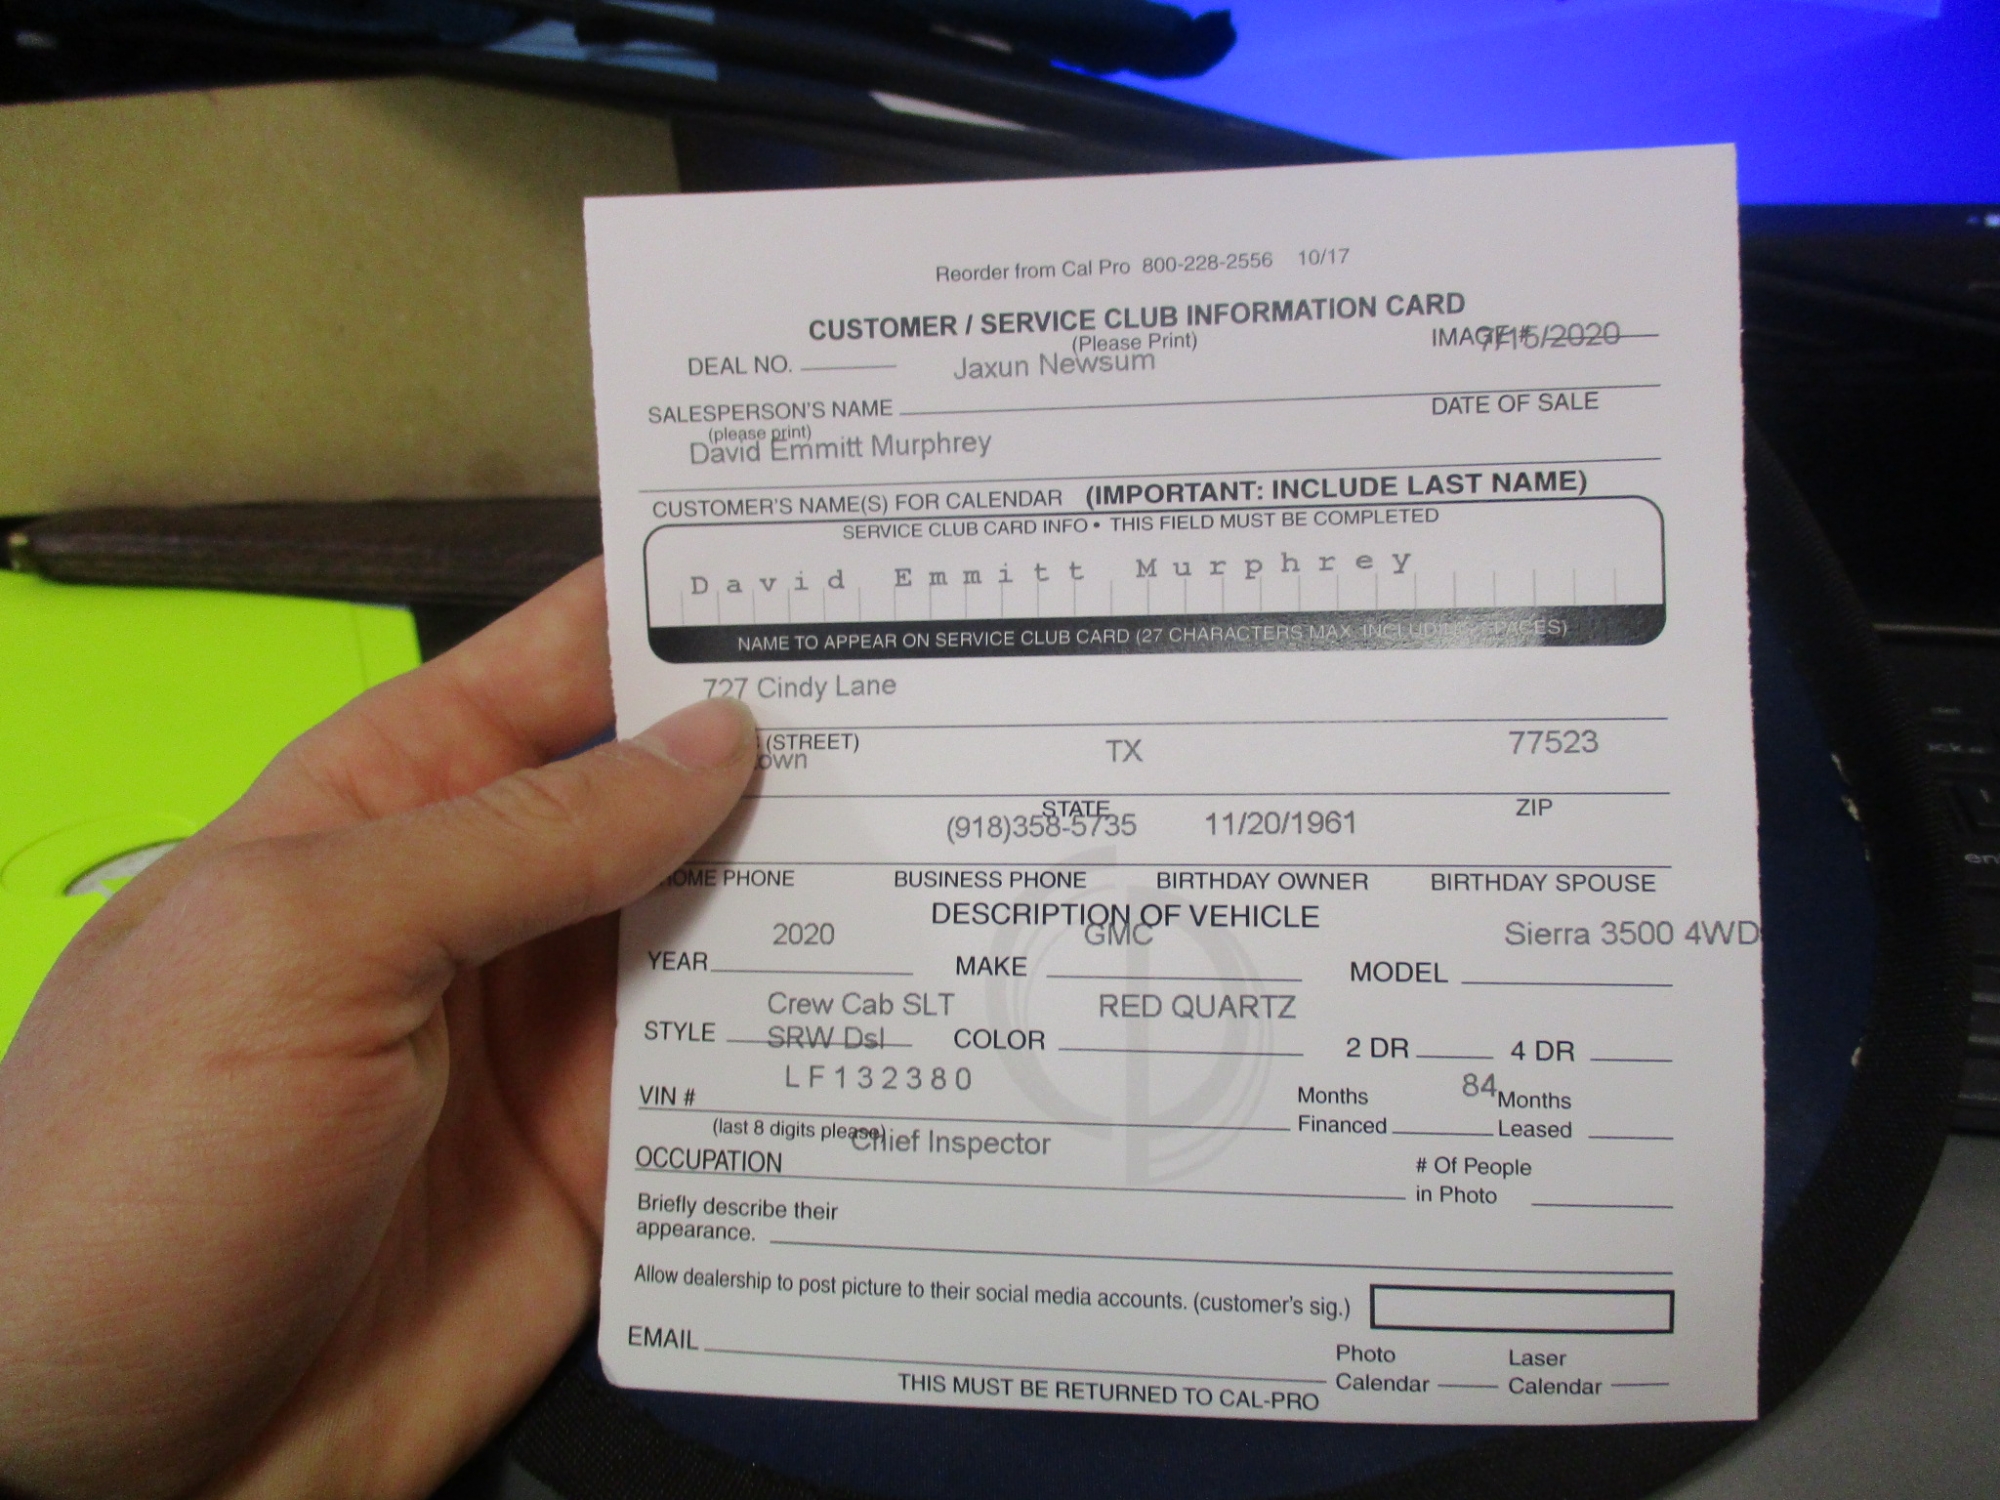 Reorder from Cal Pro 800-228-2556 10/17
CUSTOMER / SERVICE CLUB INFORMATION CARD
(Please Print)
IMAGE # 7/15/2020
DEAL NO. Jaxun Newsum
SALESPERSON'S NAME DATE OF SALE
(please print)
David Emmitt Murphrey
CUSTOMER'S NAME(S) FOR CALENDAR (IMPORTANT: INCLUDE LAST NAME)
SERVICE CLUB CARD INFO • THIS FIELD MUST BE COMPLETED
David Emmitt Murphrey
NAME TO APPEAR ON SERVICE CLUB CARD (27 CHARACTERS MAX INCLUDING SPACES)
727 Cindy Lane
(STREET)
own TX 77523
STATE ZIP
(918)358-5735 11/20/1961
HOME PHONE BUSINESS PHONE BIRTHDAY OWNER BIRTHDAY SPOUSE
DESCRIPTION OF VEHICLE
2020 GMC Sierra 3500 4WD
YEAR MAKE MODEL
Crew Cab SLT RED QUARTZ
STYLE SRW Dsl COLOR 2 DR 4 DR
LF132380 84
VIN # Months Financed Months Leased
(last 8 digits please)
Chief Inspector
OCCUPATION # Of People in Photo
Briefly describe their
appearance.
Allow dealership to post picture to their social media accounts. (customer's sig.)
EMAIL Photo Calendar Laser Calendar
THIS MUST BE RETURNED TO CAL-PRO